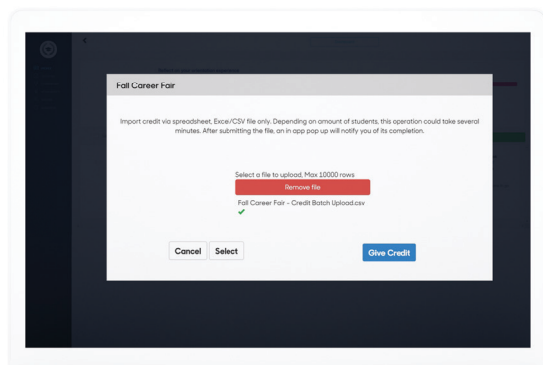 Fall Career Fair
Import credit via spreadsheet, Excel/CSV file only. Depending on amount of students, this operation could take several
minutes. After submitting the file, an in app pop up will notify you of its completion.
Select a file to upload, Max 10000 rows
Remove file
Fall Career Fair - Credit Batch Upload.csv
Cancel
Select
Give Credit